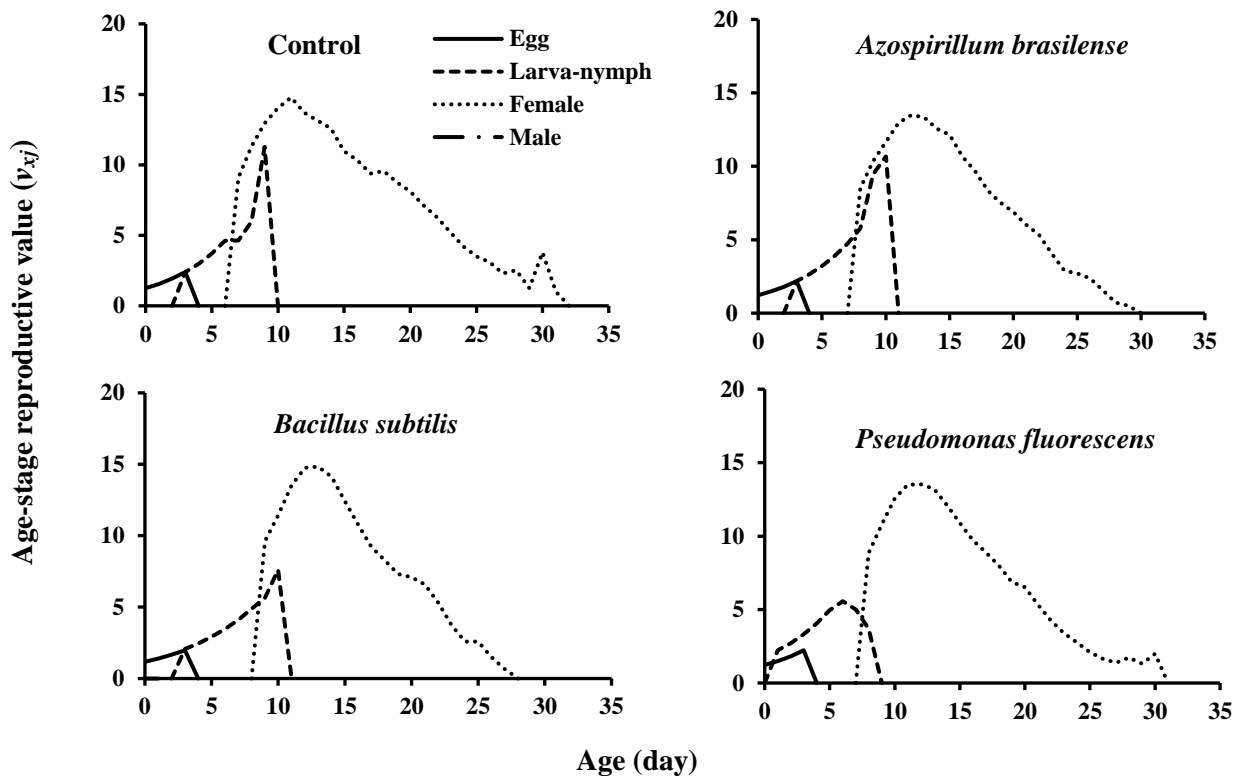 Age-stage reproductive value (vxj)
Control
Egg
Larva-nymph
Female
Male
20
15
10
5
0
0 5 10 15 20 25 30 35
Azospirillum brasilense
20
15
10
5
0
0 5 10 15 20 25 30 35
Bacillus subtilis
20
15
10
5
0
0 5 10 15 20 25 30 35
Pseudomonas fluorescens
20
15
10
5
0
0 5 10 15 20 25 30 35
Age (day)